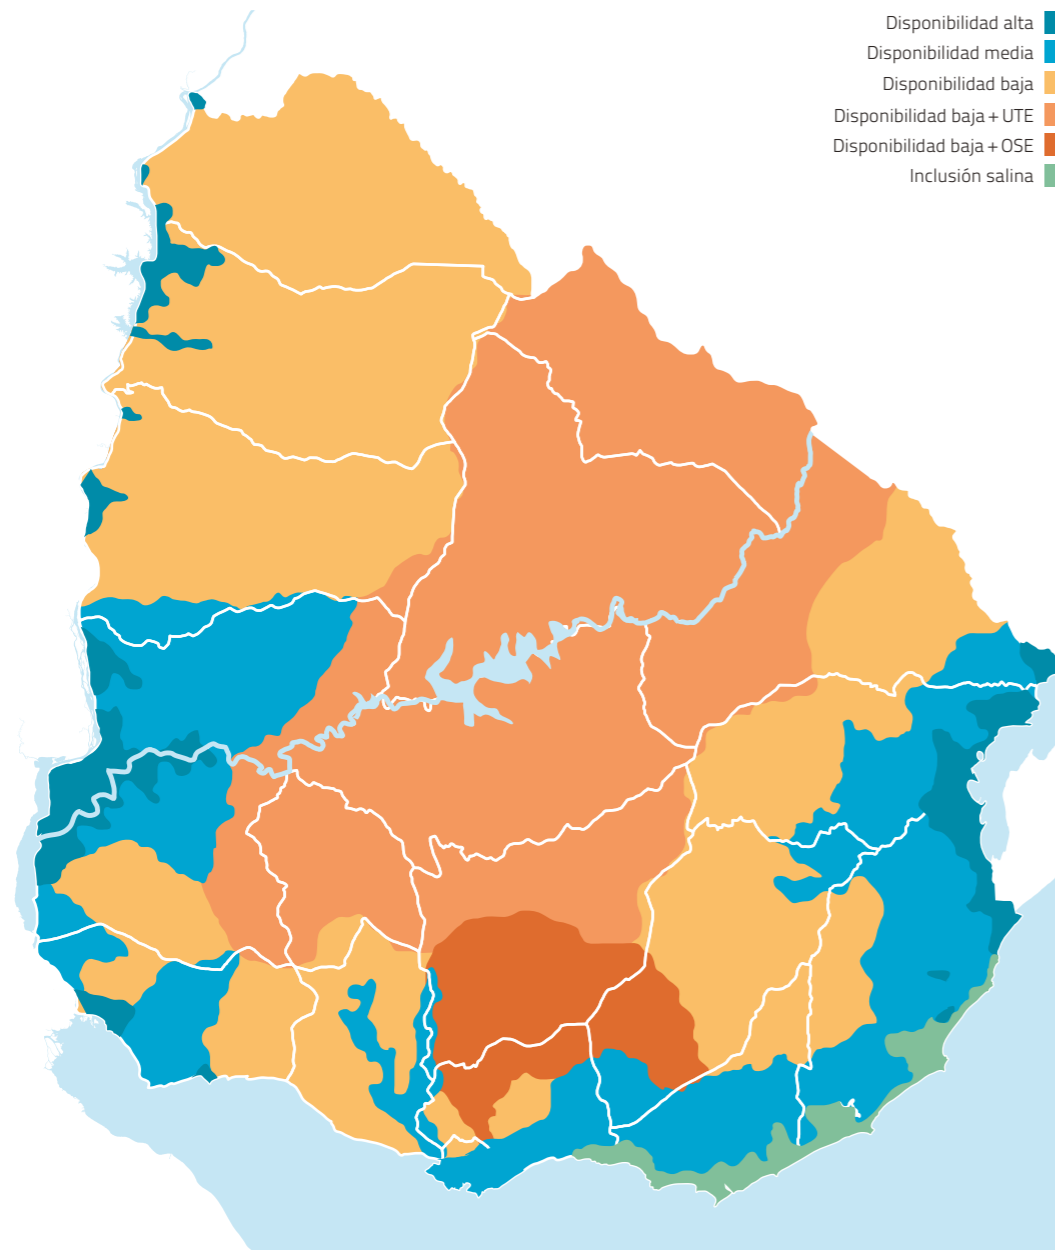 Disponibilidad alta
Disponibilidad media
Disponibilidad baja
Disponibilidad baja + UTE
Disponibilidad baja + OSE
Inclusión salina